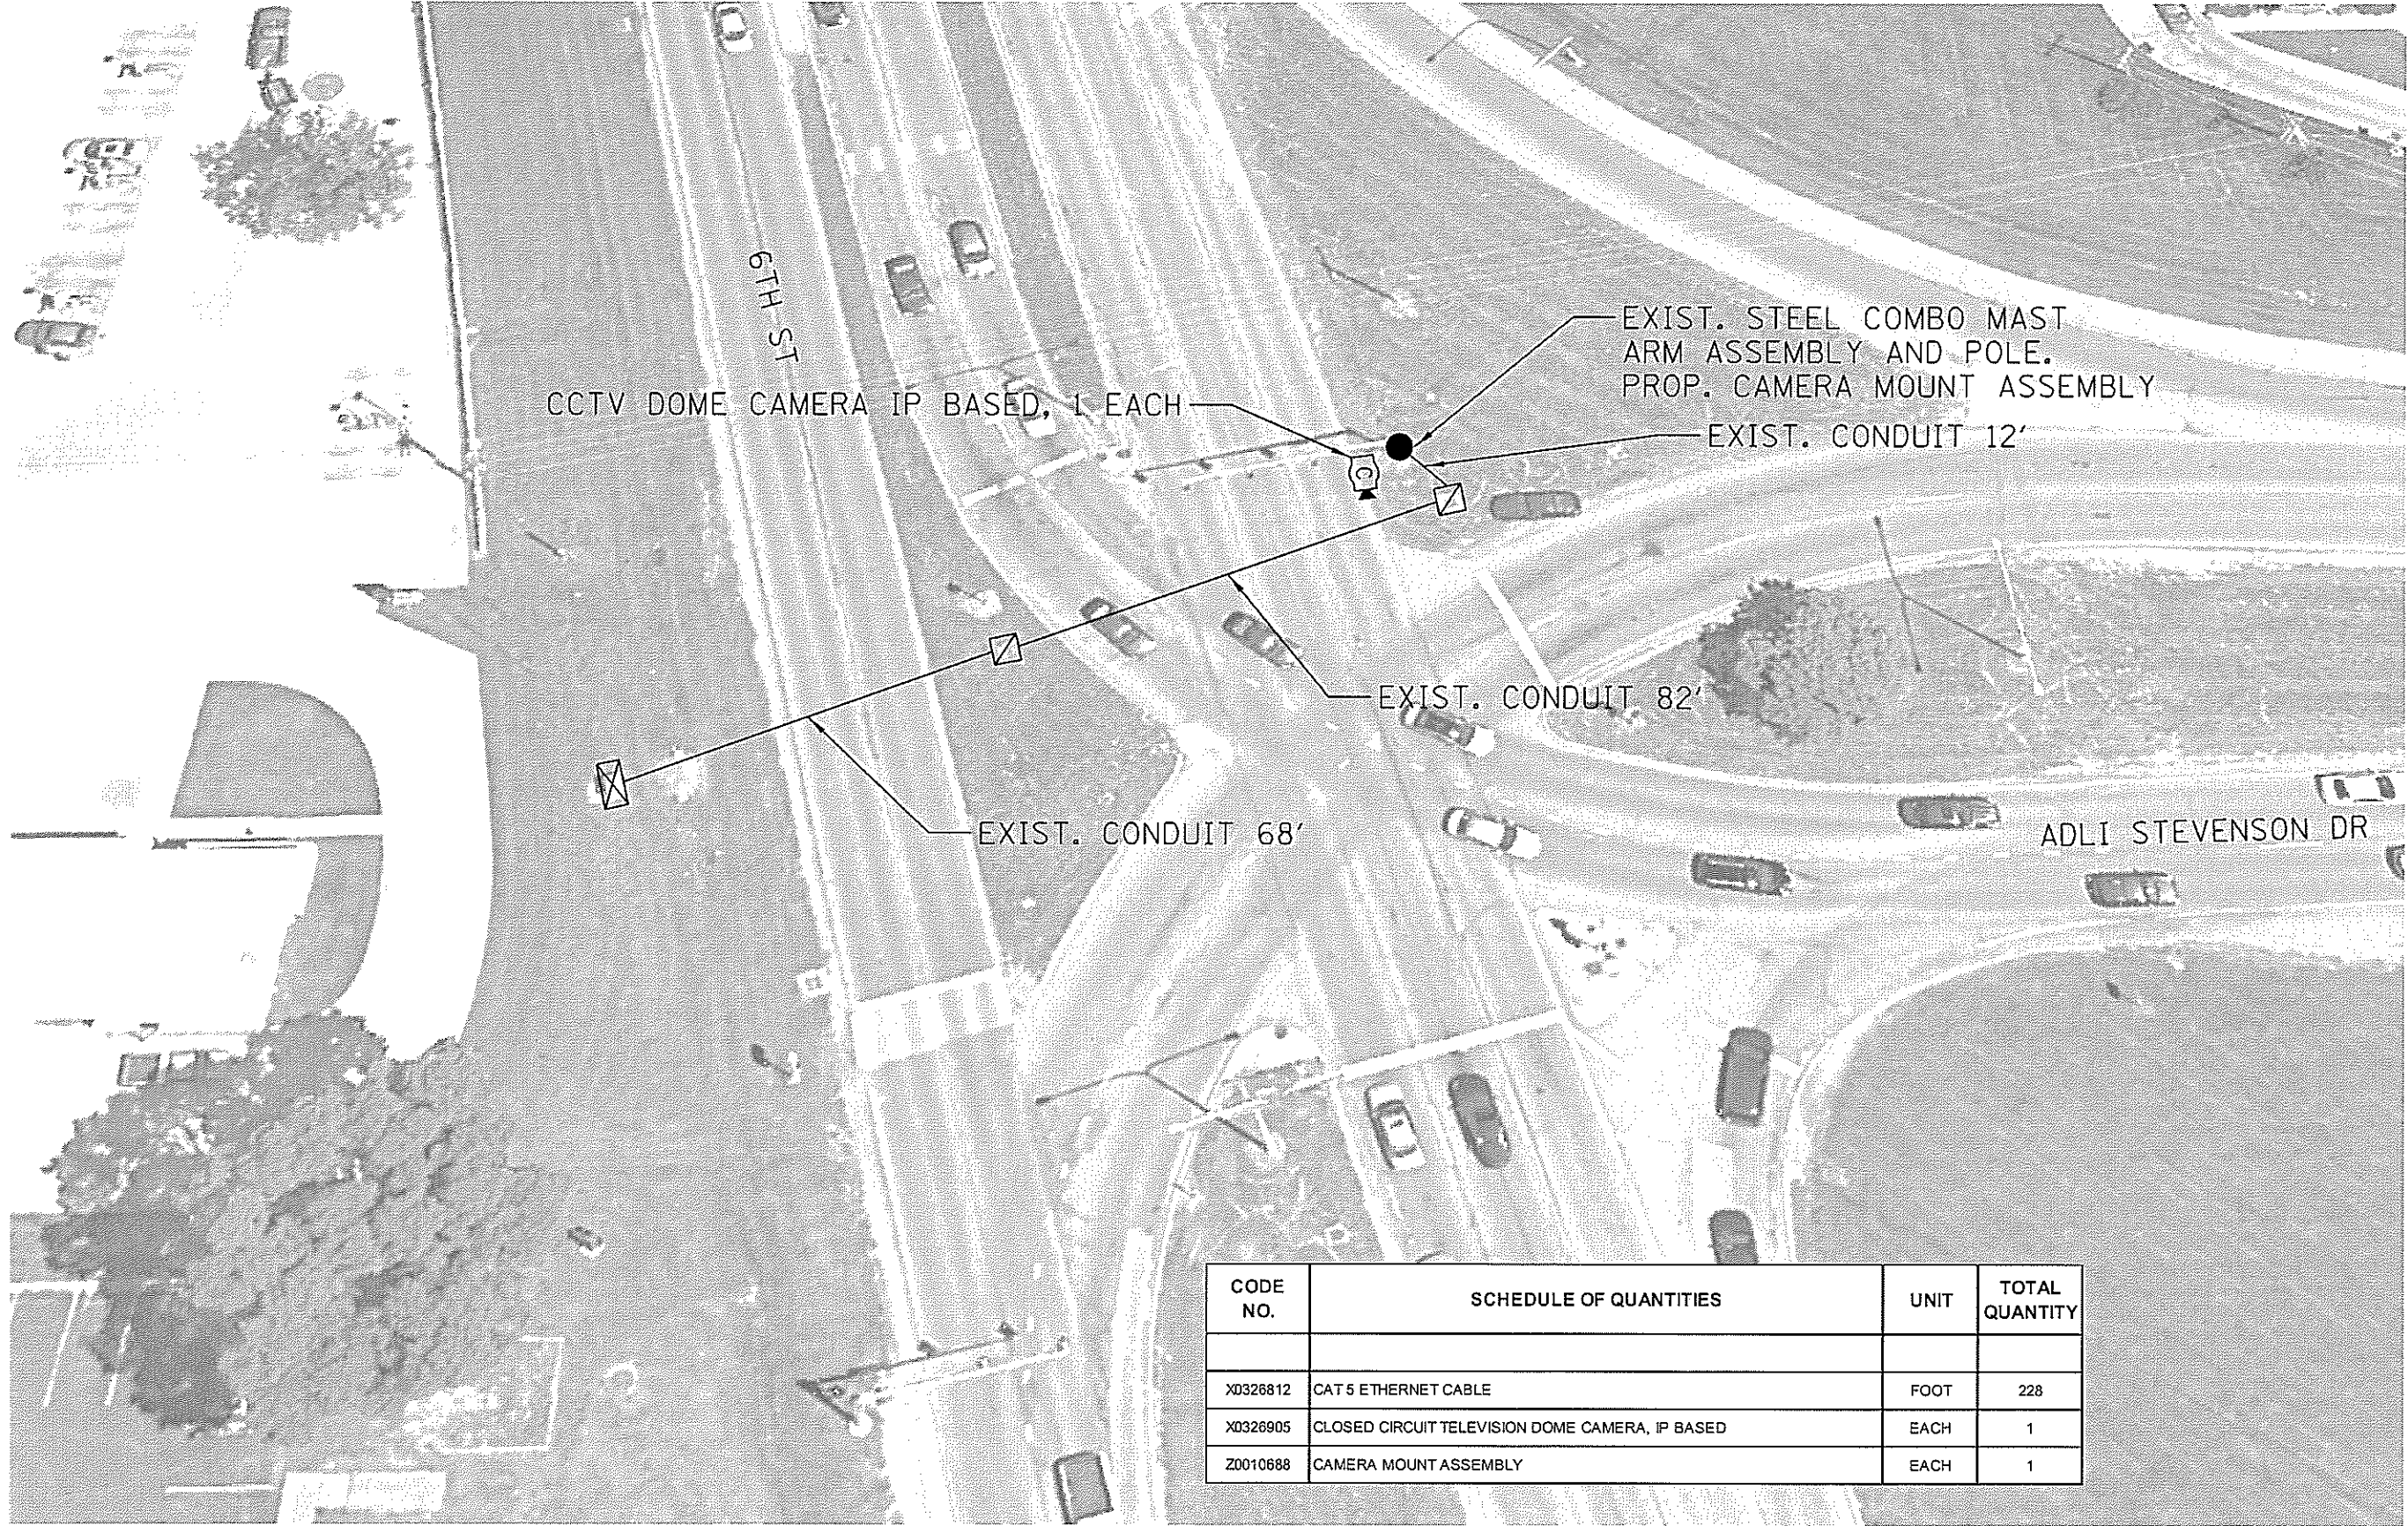 6TH ST
EXIST. STEEL COMBO MAST
ARM ASSEMBLY AND POLE.
PROP. CAMERA MOUNT ASSEMBLY
CCTV DOME CAMERA IP BASED, 1 EACH
EXIST. CONDUIT 12'
C
EXIST. CONDUIT 82'
EXIST. CONDUIT 68'
ADLI STEVENSON DR
CODE NO. SCHEDULE OF QUANTITIES UNIT TOTAL QUANTITY
X0326812 CAT 5 ETHERNET CABLE FOOT 228
X0326905 CLOSED CIRCUIT TELEVISION DOME CAMERA, IP BASED EACH 1
Z0010688 CAMERA MOUNT ASSEMBLY EACH 1